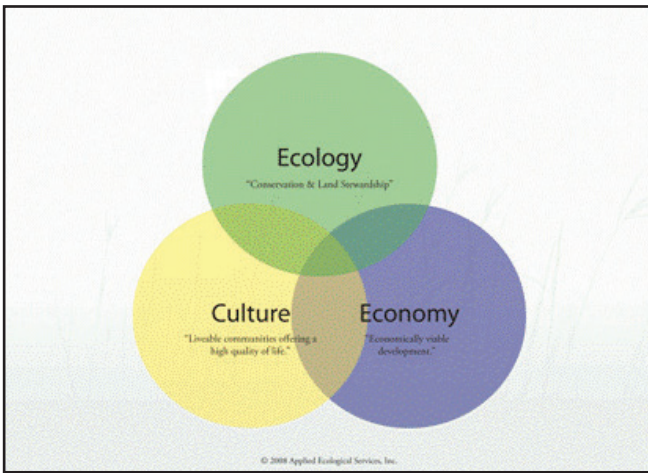 Ecology
“Conservation & Land Stewardship”
Culture
“Liveable communities offering a
high quality of life.”
Economy
“Economically viable
development.”
© 2008 Applied Ecological Services, Inc.